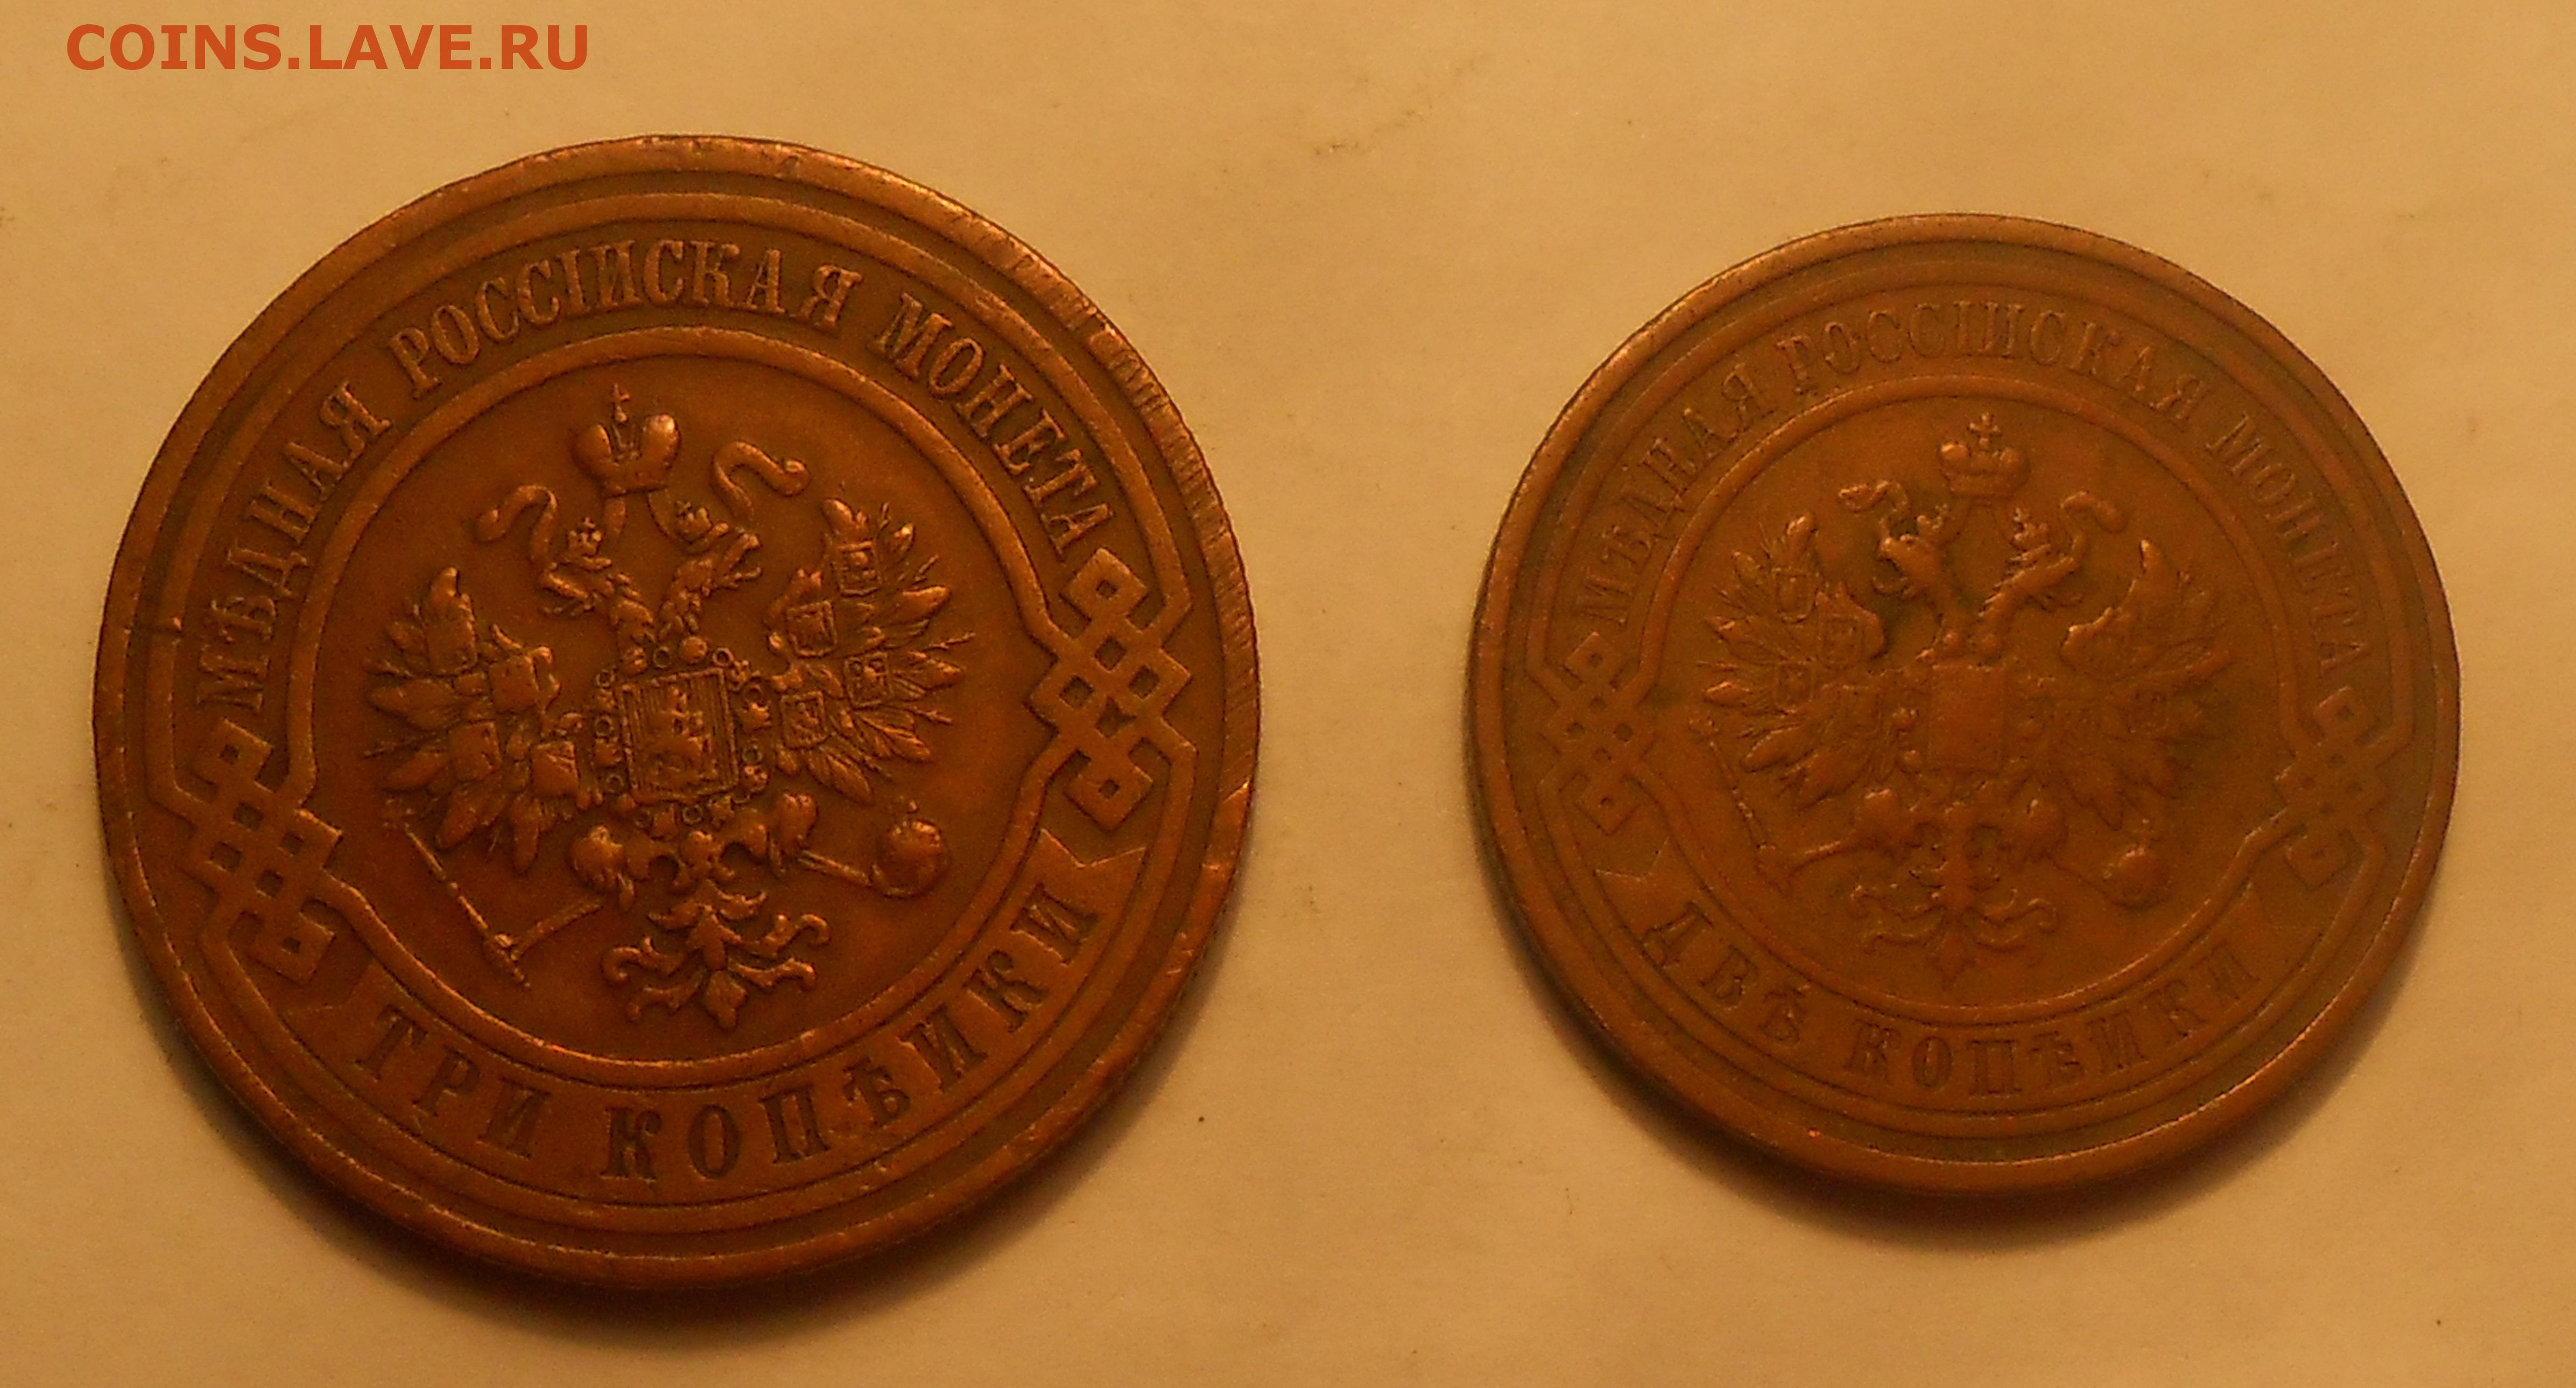 COINS.LAVE.RU
МѢДНАЯ РОССІЙСКАЯ МОНЕТА
ТРИ КОПѢЙКИ
МѢДНАЯ РОССІЙСКАЯ МОНЕТА
ДВѢ КОПѢЙКИ